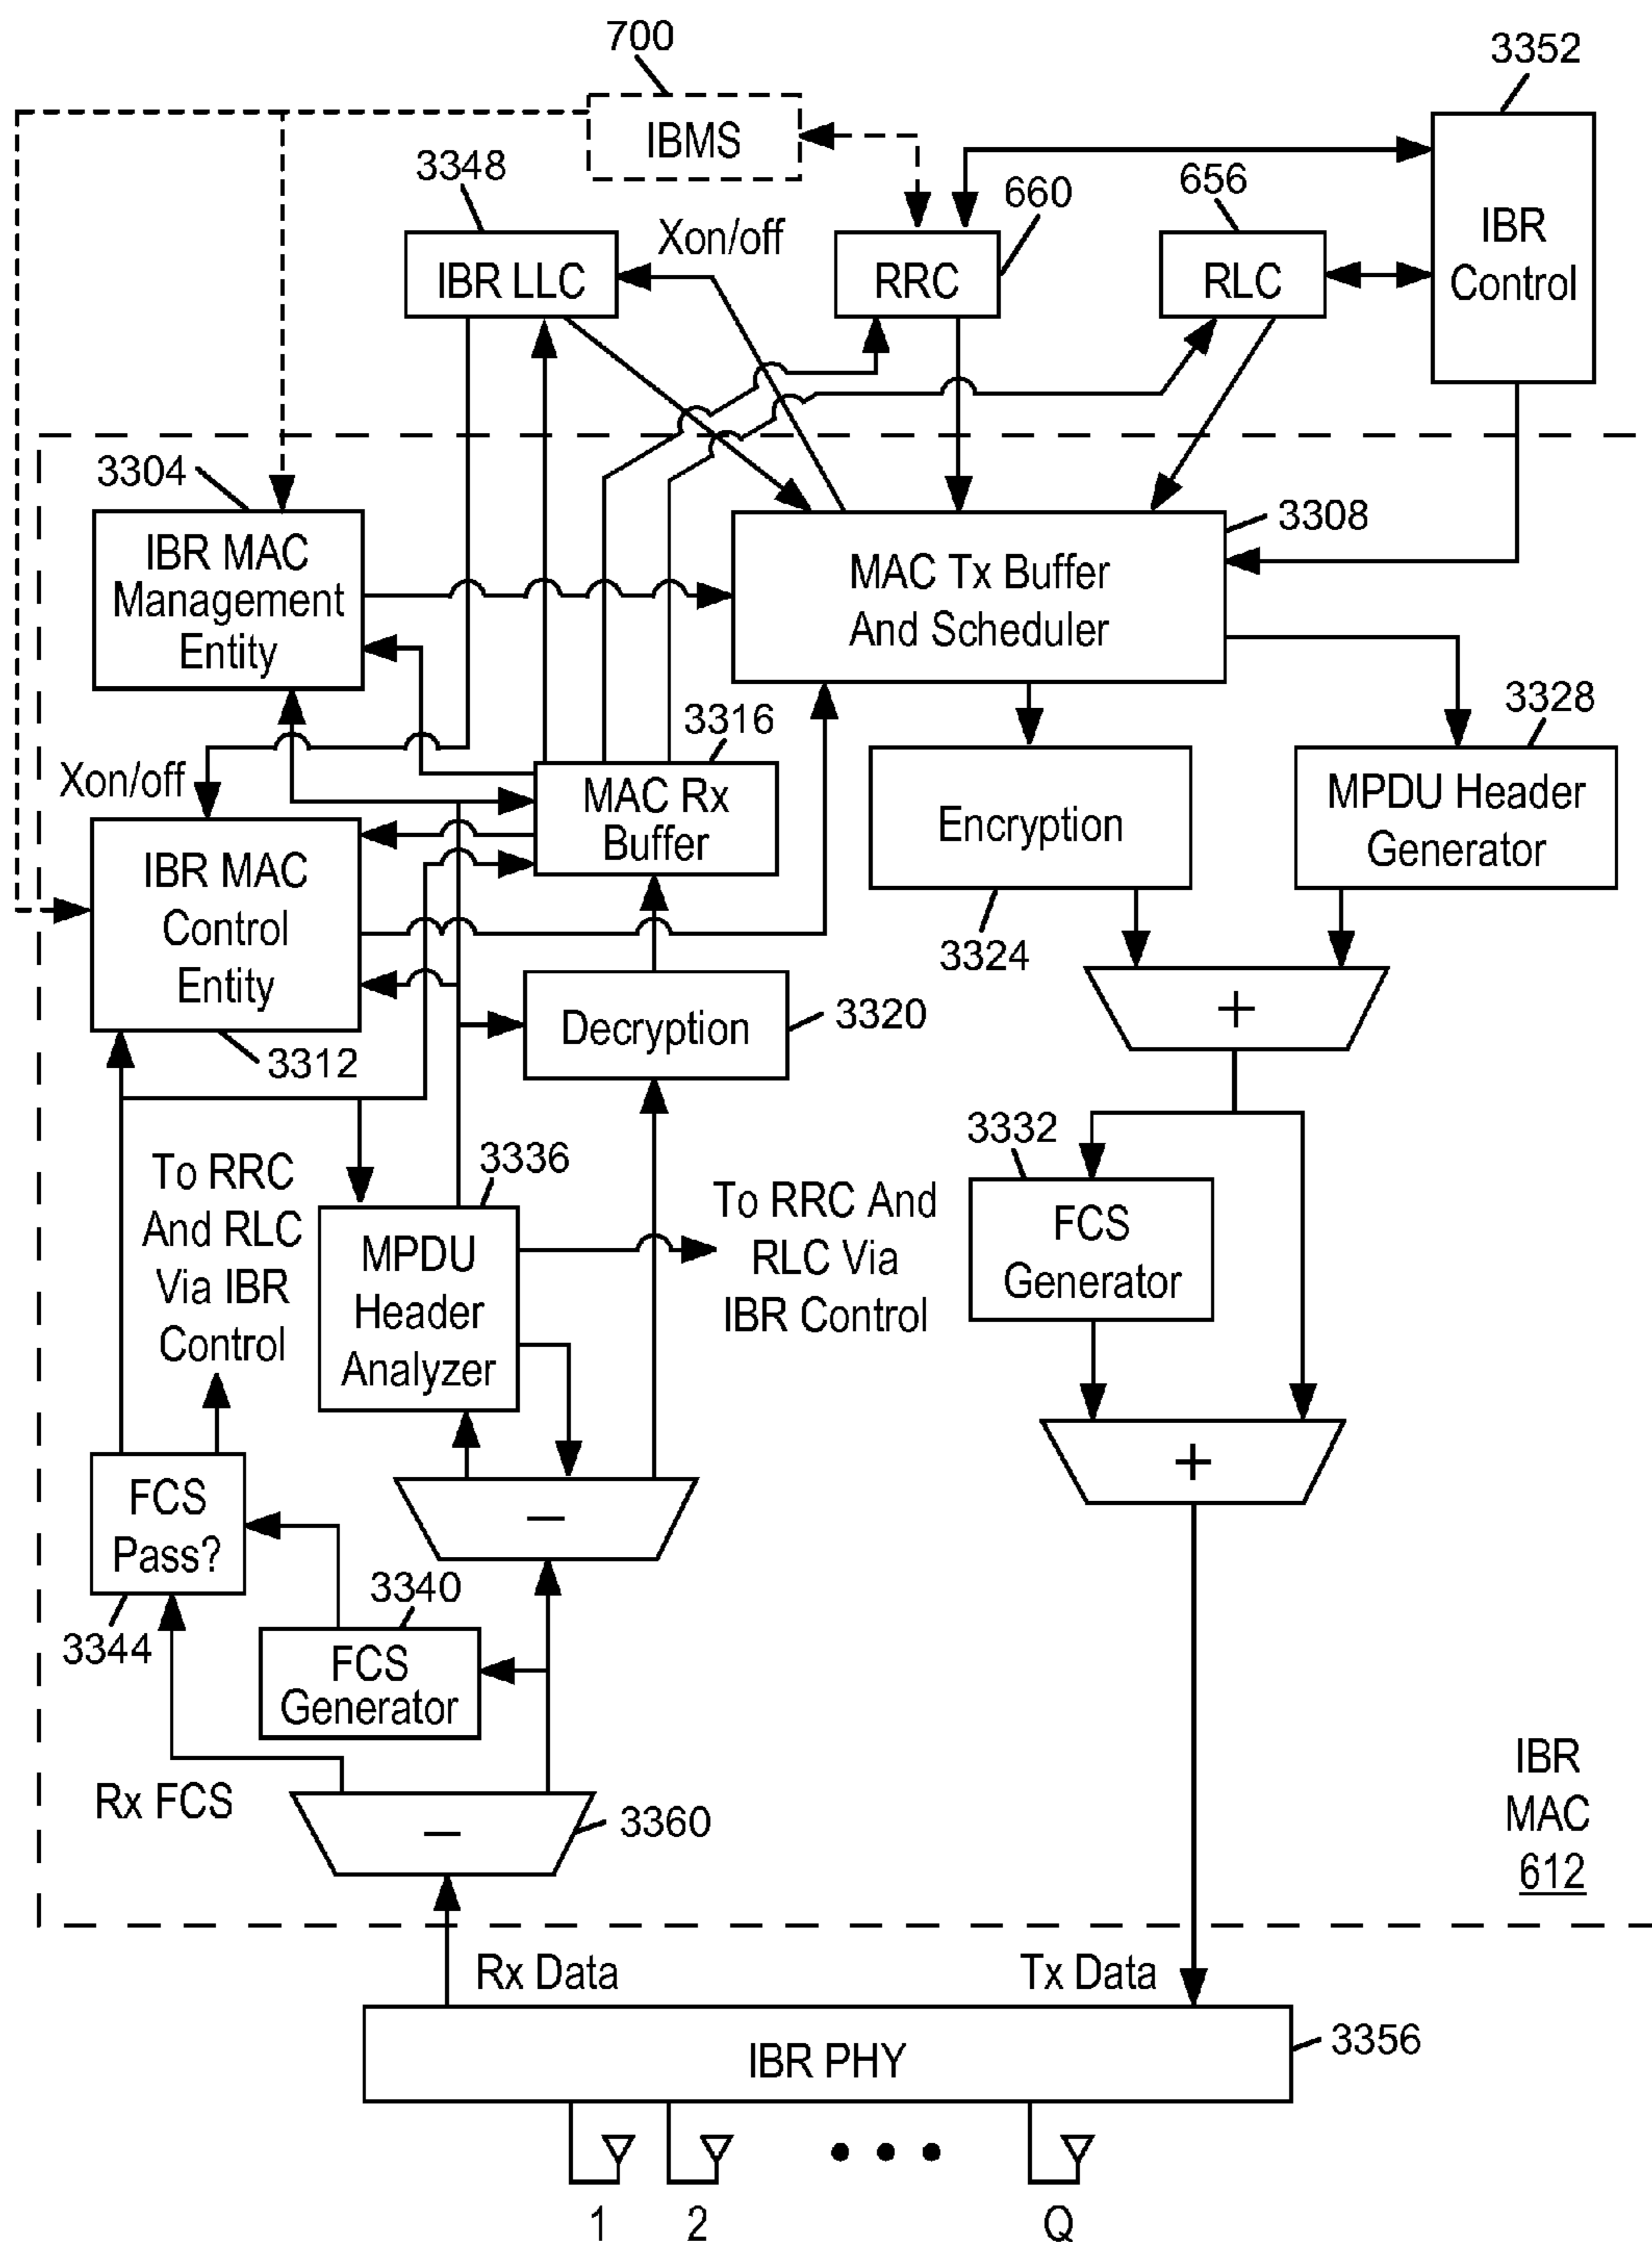 700
3352
IBMS
3348
660
656
Xon/off
IBR LLC
RRC
RLC
IBR
Control
3304
3308
IBR MAC
Management
Entity
MAC Tx Buffer
And Scheduler
3316
3328
Xon/off
MAC Rx
Buffer
Encryption
MPDU Header
Generator
IBR MAC
Control
Entity
3324
+
Decryption
3320
3312
3332
3336
To RRC
And RLC
Via IBR
Control
MPDU
Header
Analyzer
To RRC And
RLC Via
IBR Control
FCS
Generator
+
FCS
Pass?
−
3340
3344
FCS
Generator
Rx FCS
−
3360
IBR
MAC
612
Rx Data
Tx Data
IBR PHY
3356
1
2
Q